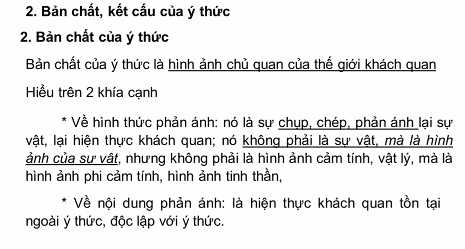 2. Bản chất, kết cấu của ý thức
2. Bản chất của ý thức
Bản chất của ý thức là hình ảnh chủ quan của thế giới khách quan
Hiểu trên 2 khía cạnh
* Về hình thức phản ánh: nó là sự chụp, chép, phản ánh lại sự
vật, lại hiện thực khách quan; nó không phải là sự vật, mà là hình
ảnh của sự vật, nhưng không phải là hình ảnh cảm tính, vật lý, mà là
hình ảnh phi cảm tính, hình ảnh tinh thần,
* Về nội dung phản ánh: là hiện thực khách quan tồn tại
ngoài ý thức, độc lập với ý thức.